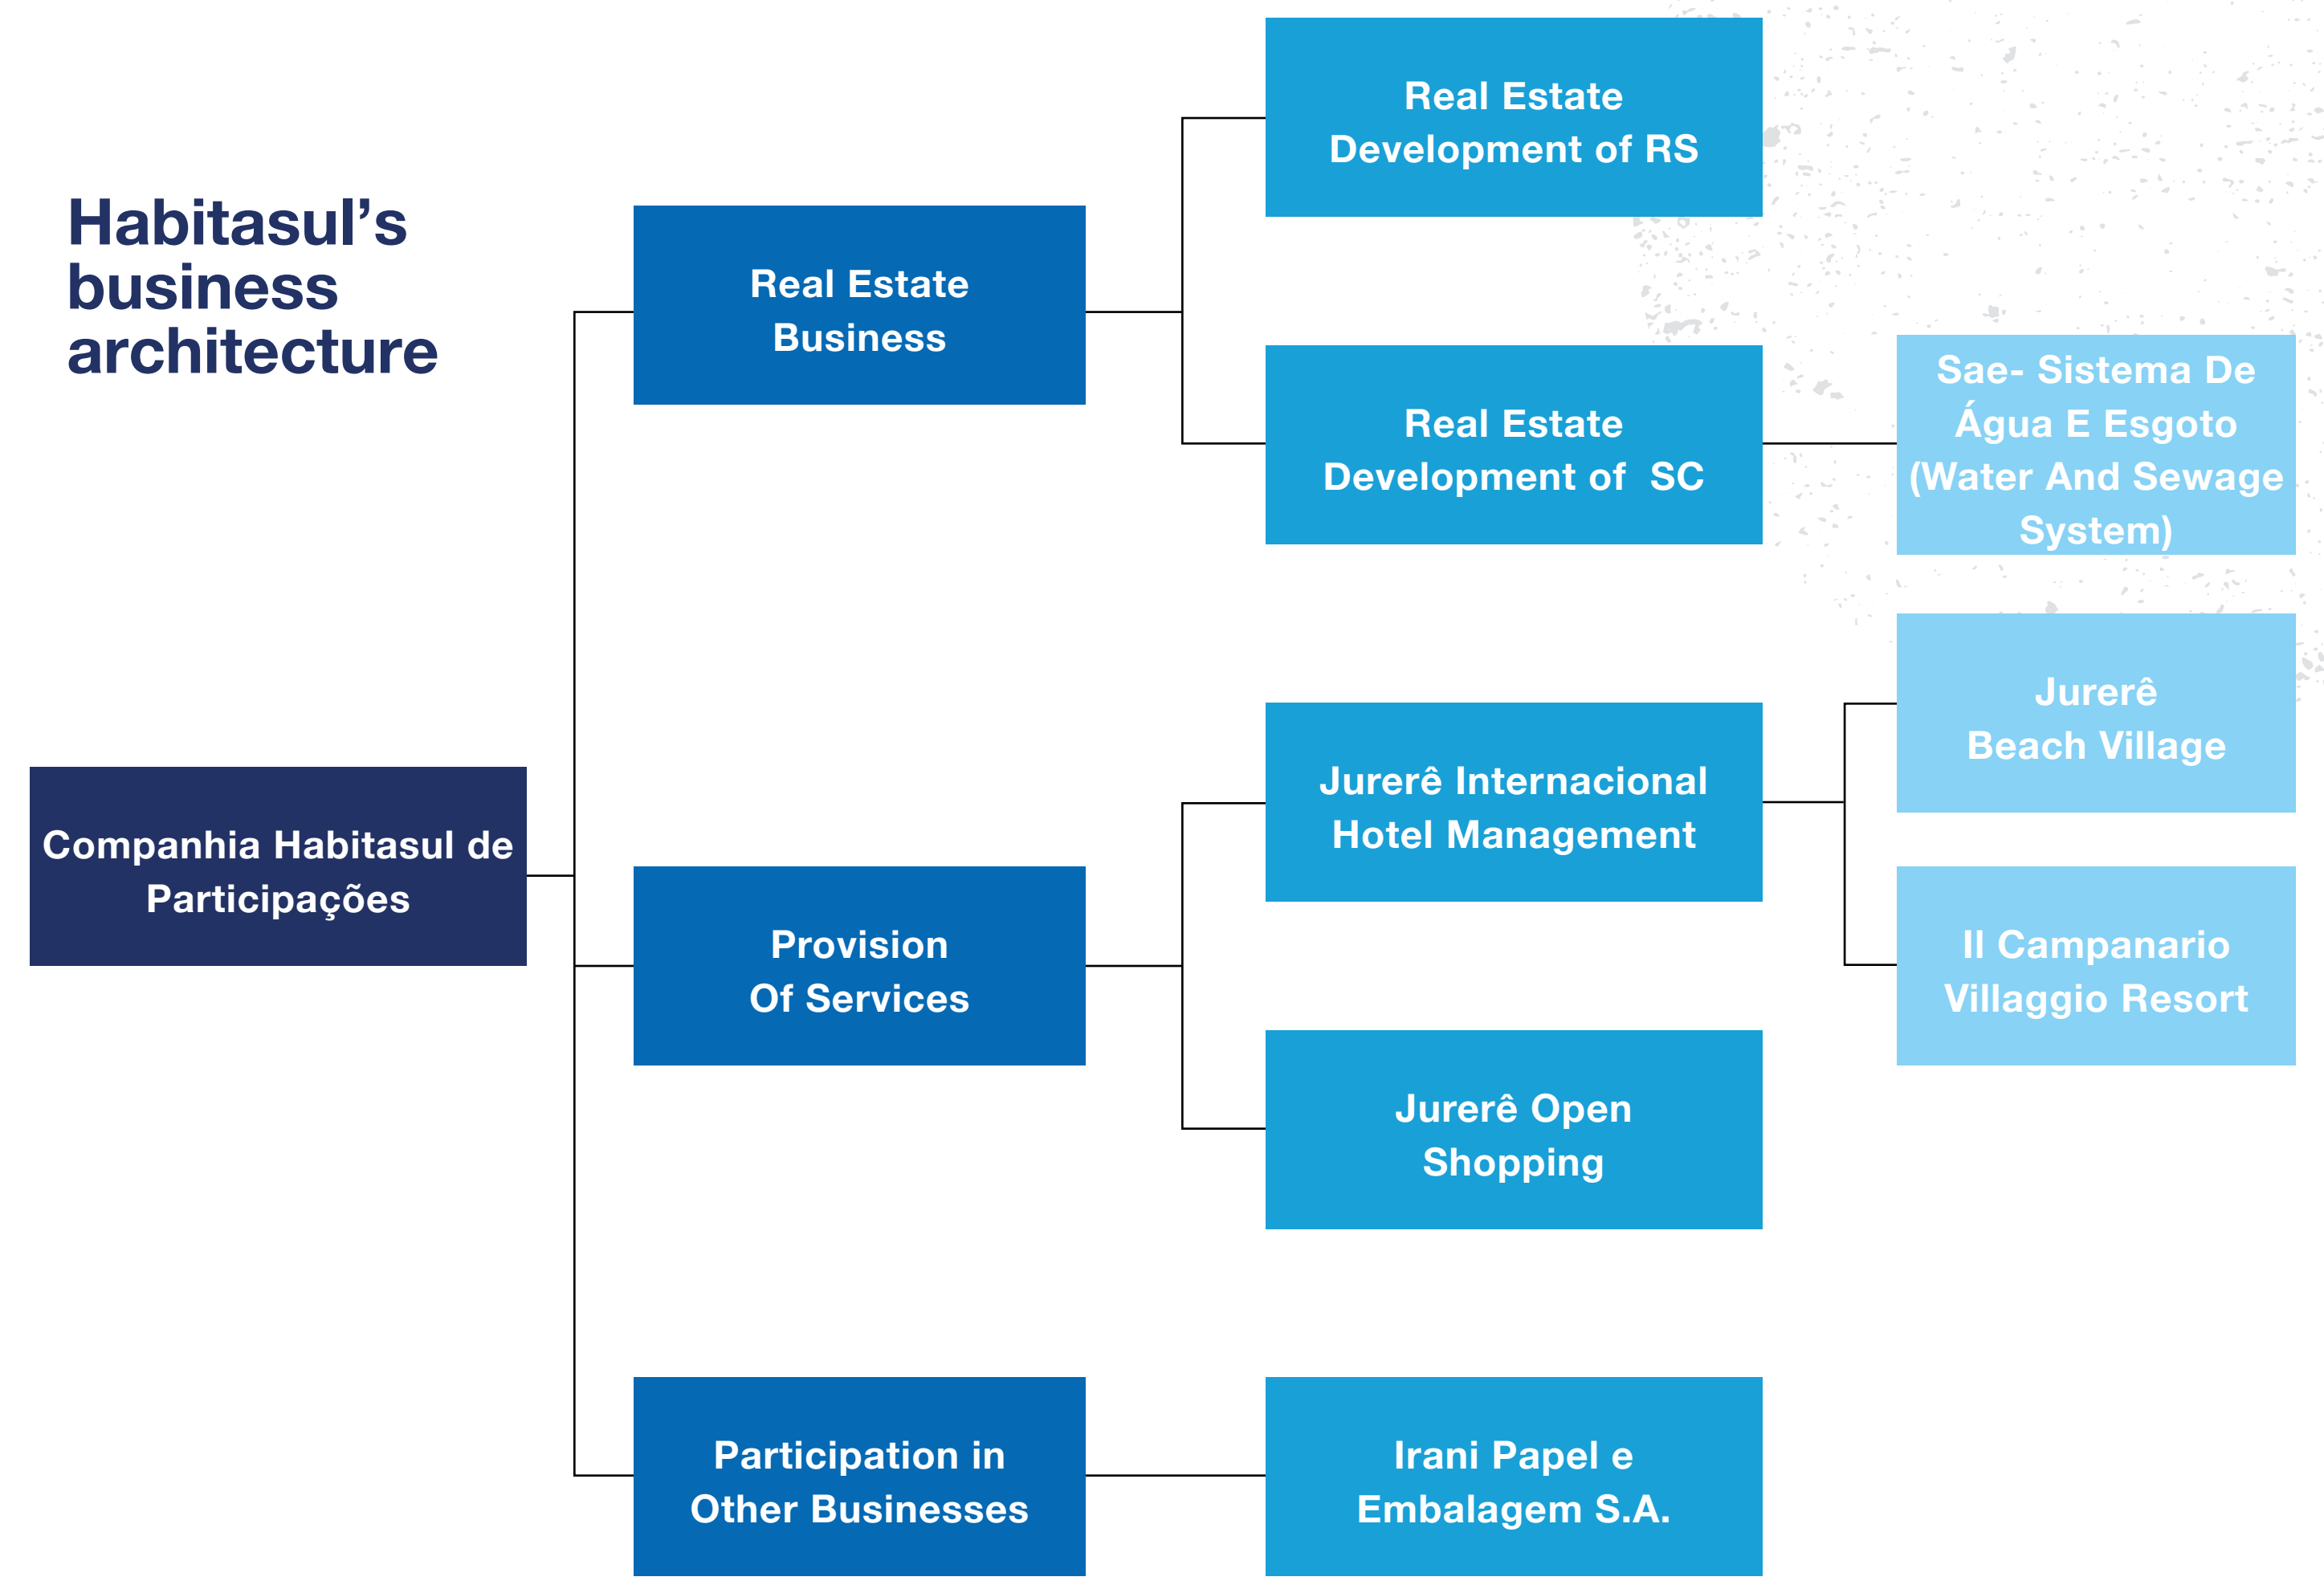 Habitasul’s
business
architecture
Companhia Habitasul de
Participações
Real Estate
Business
Real Estate
Development of RS
Real Estate
Development of  SC
Sae- Sistema De
Água E Esgoto
(Water And Sewage
System)
Provision
Of Services
Jurerê Internacional
Hotel Management
Jurerê
Beach Village
Il Campanario
Villaggio Resort
Jurerê Open
Shopping
Participation in
Other Businesses
Irani Papel e
Embalagem S.A.